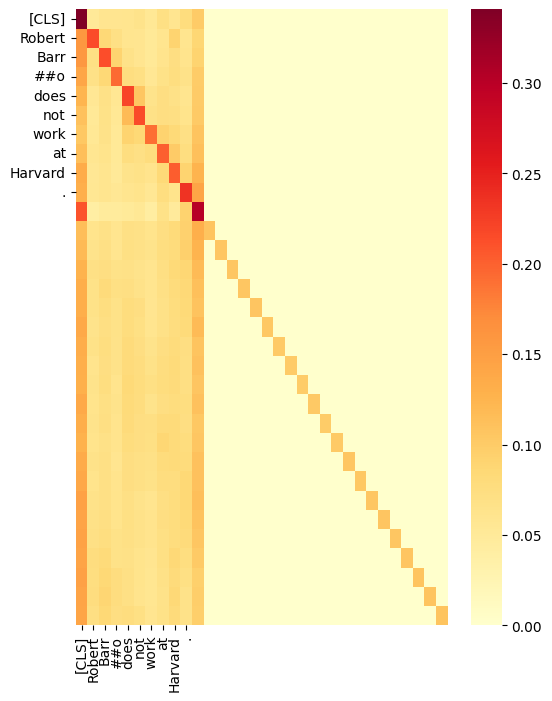 [CLS]
Robert
Barr
##o
does
not
work
at
Harvard
.
0.30
0.25
0.20
0.15
0.10
0.05
0.00
[CLS]
Robert
Barr
##o
does
not
work
at
Harvard
.